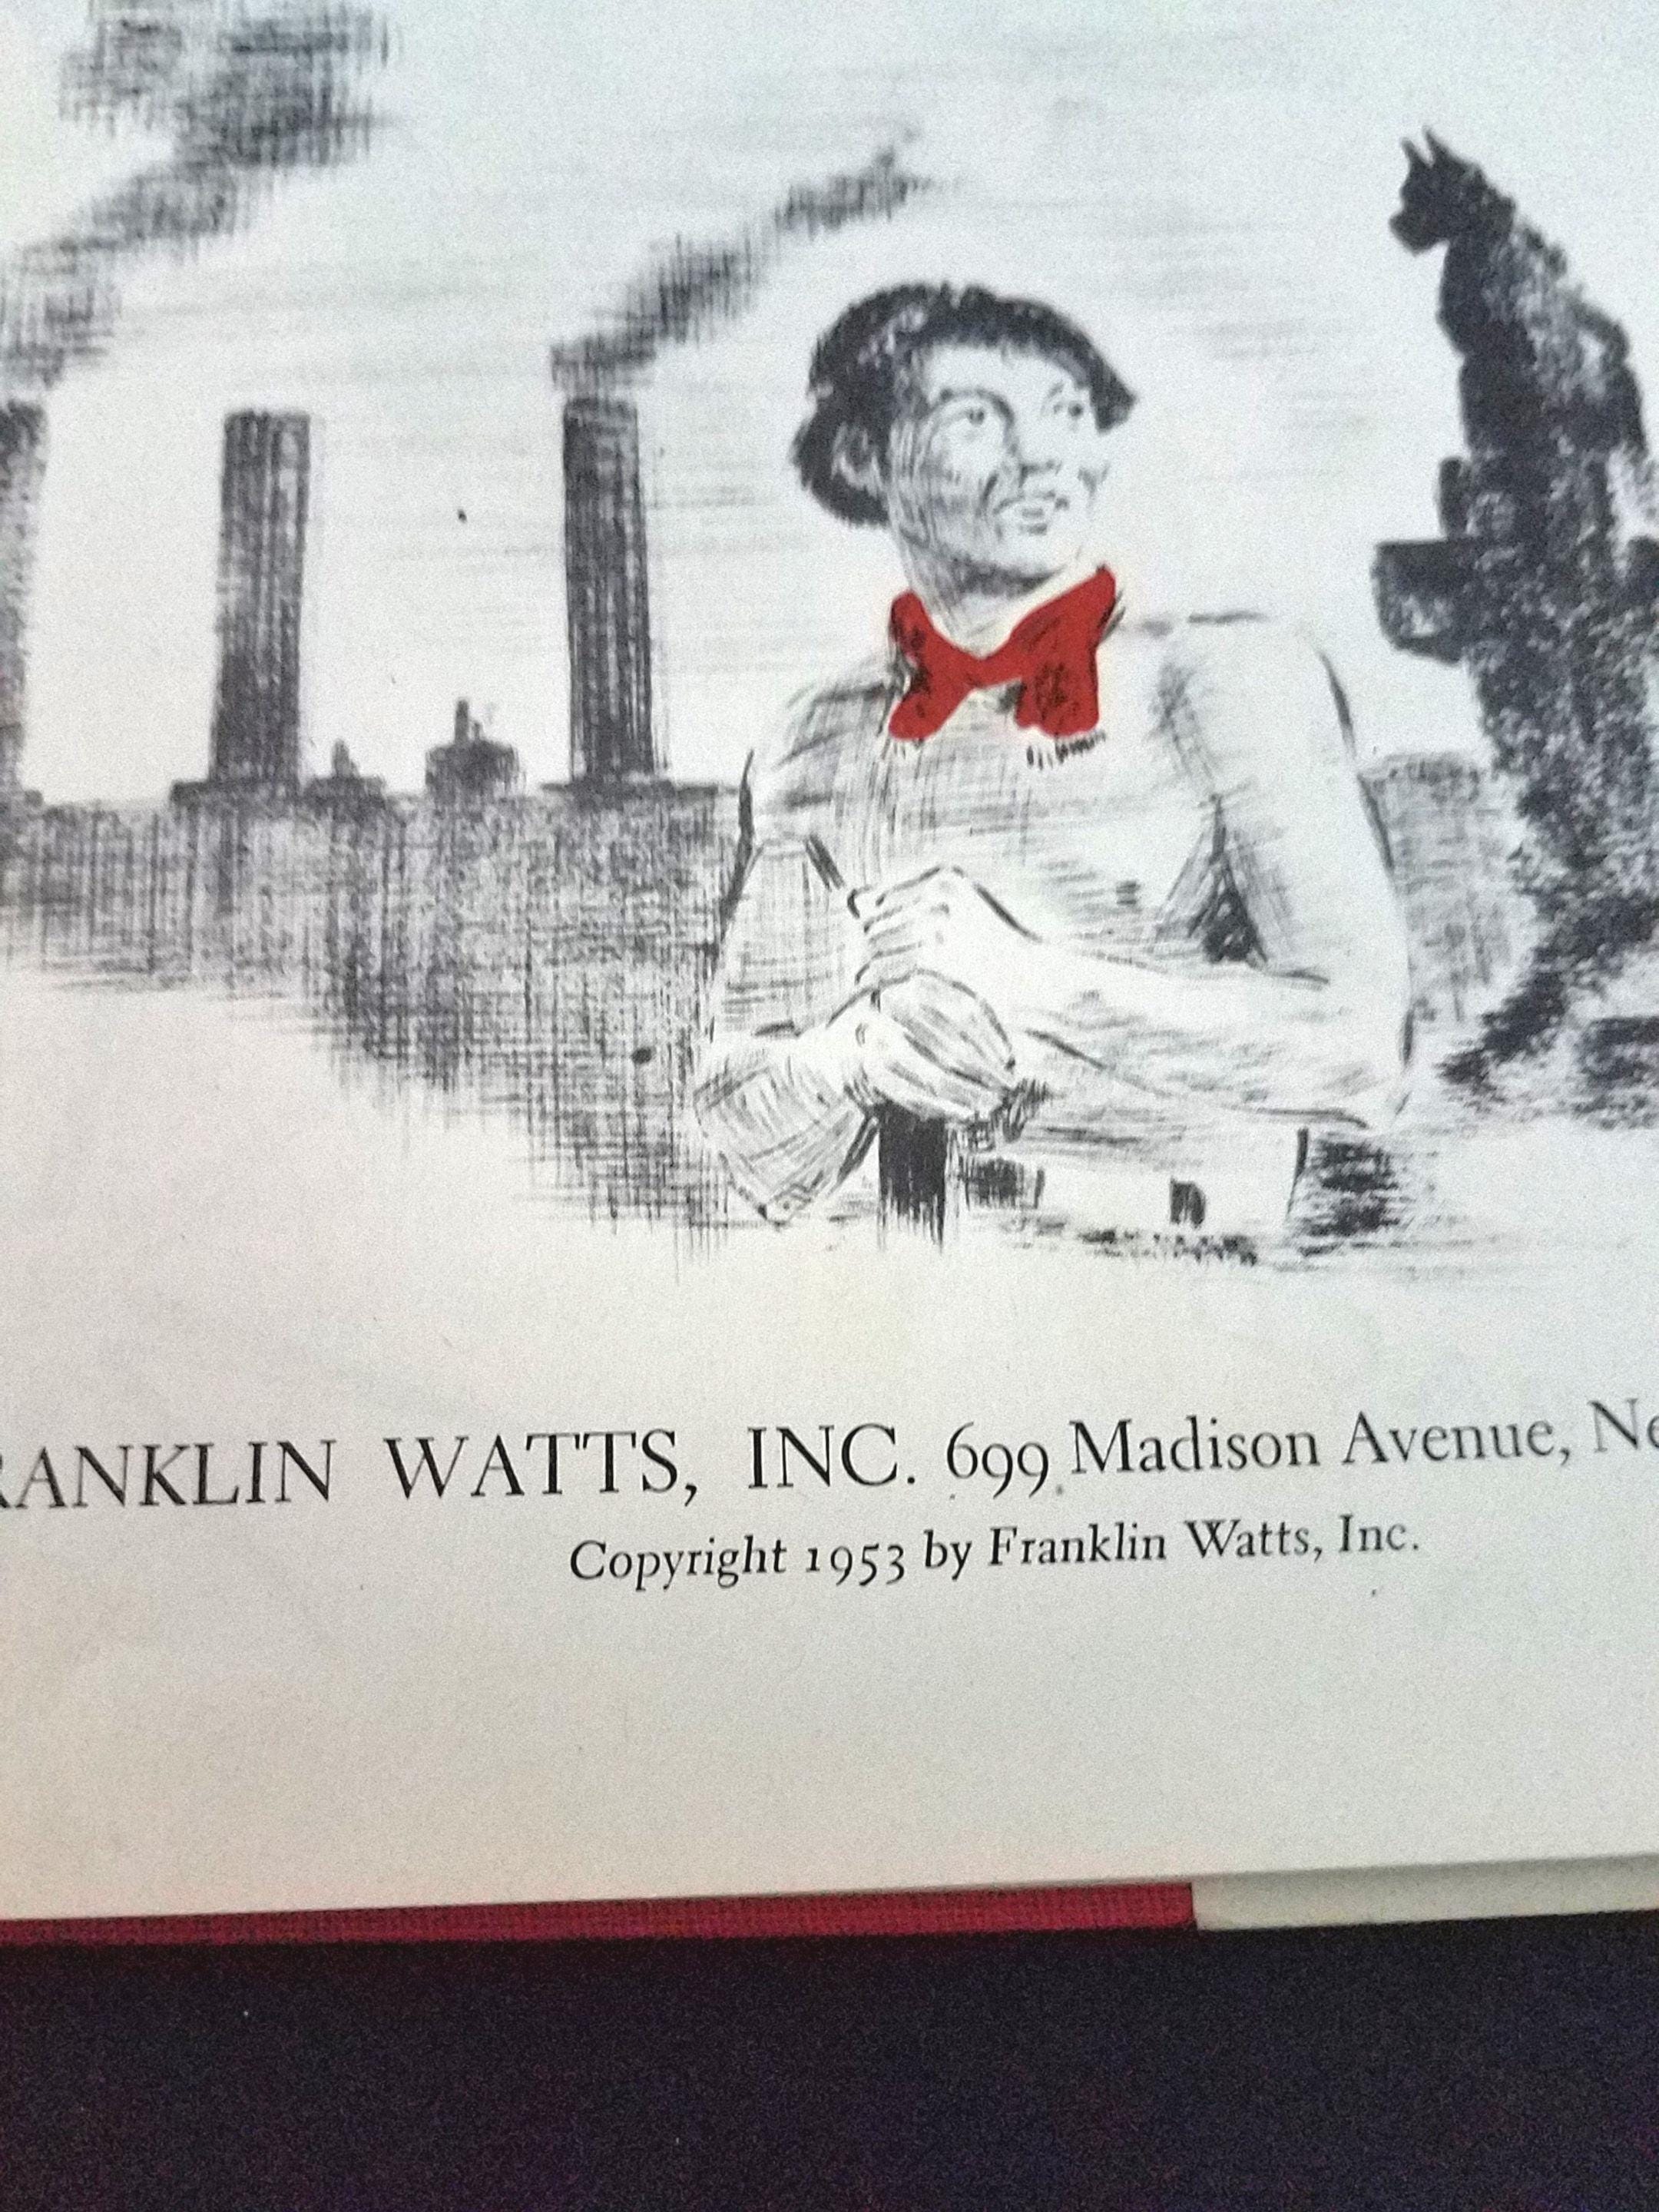 RANKLIN WATTS, INC. 699 Madison Avenue, Ne
Copyright 1953 by Franklin Watts, Inc.